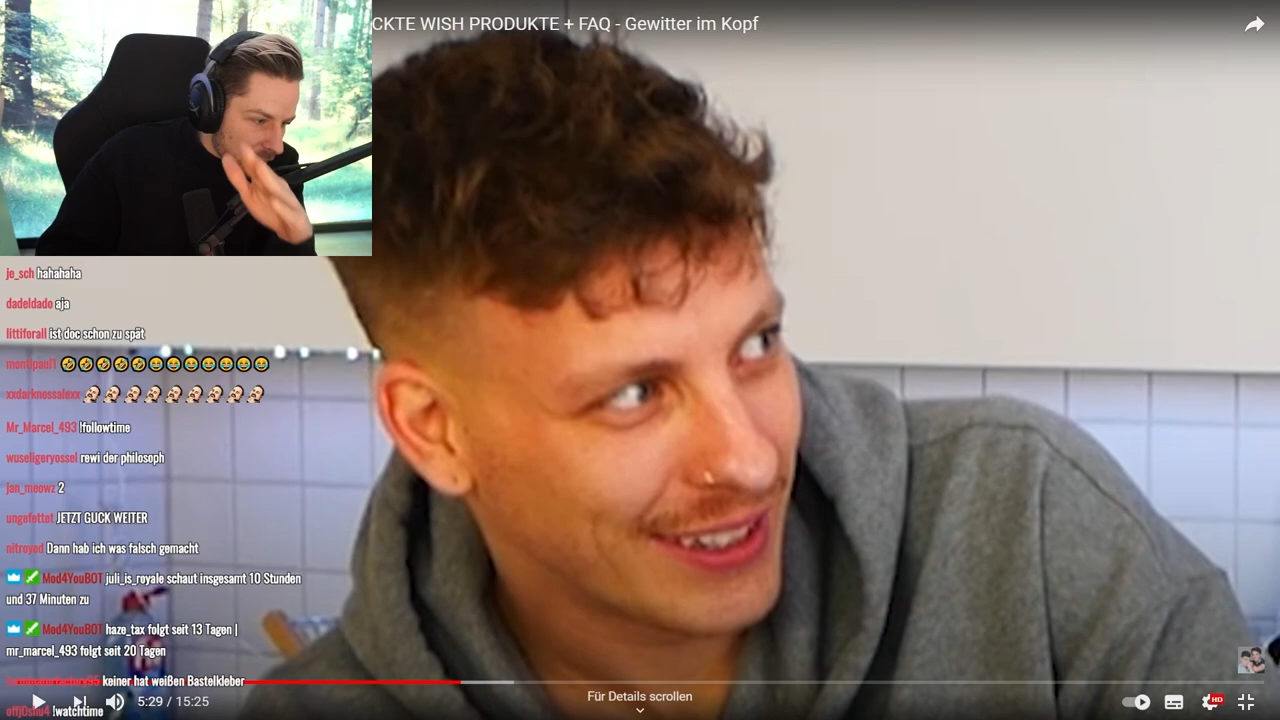 CKTE WISH PRODUKTE + FAQ - Gewitter im Kopf
je_sch hahahaha
dadeldado aja
littiforall ist doc schon zu spät
montipaul1 🤣🤣🤣🤣🤣😂😂😂😂😂😂😂
xxdarknessalexx
Mr_Marcel_493 !followtime
wuseligeryossel rewi der philosoph
jan_meowz 2
ungefettet JETZT GUCK WEITER
nitroyed Dann hab ich was falsch gemacht
Mod4YouBOT juli_is_royale schaut insgesamt 10 Stunden
und 37 Minuten zu
Mod4YouBOT haze_tax folgt seit 13 Tagen |
mr_marcel_493 folgt seit 20 Tagen
keiner hat weißen Bastelkleber
!watchtime
5:29 / 15:25
Für Details scrollen
HD